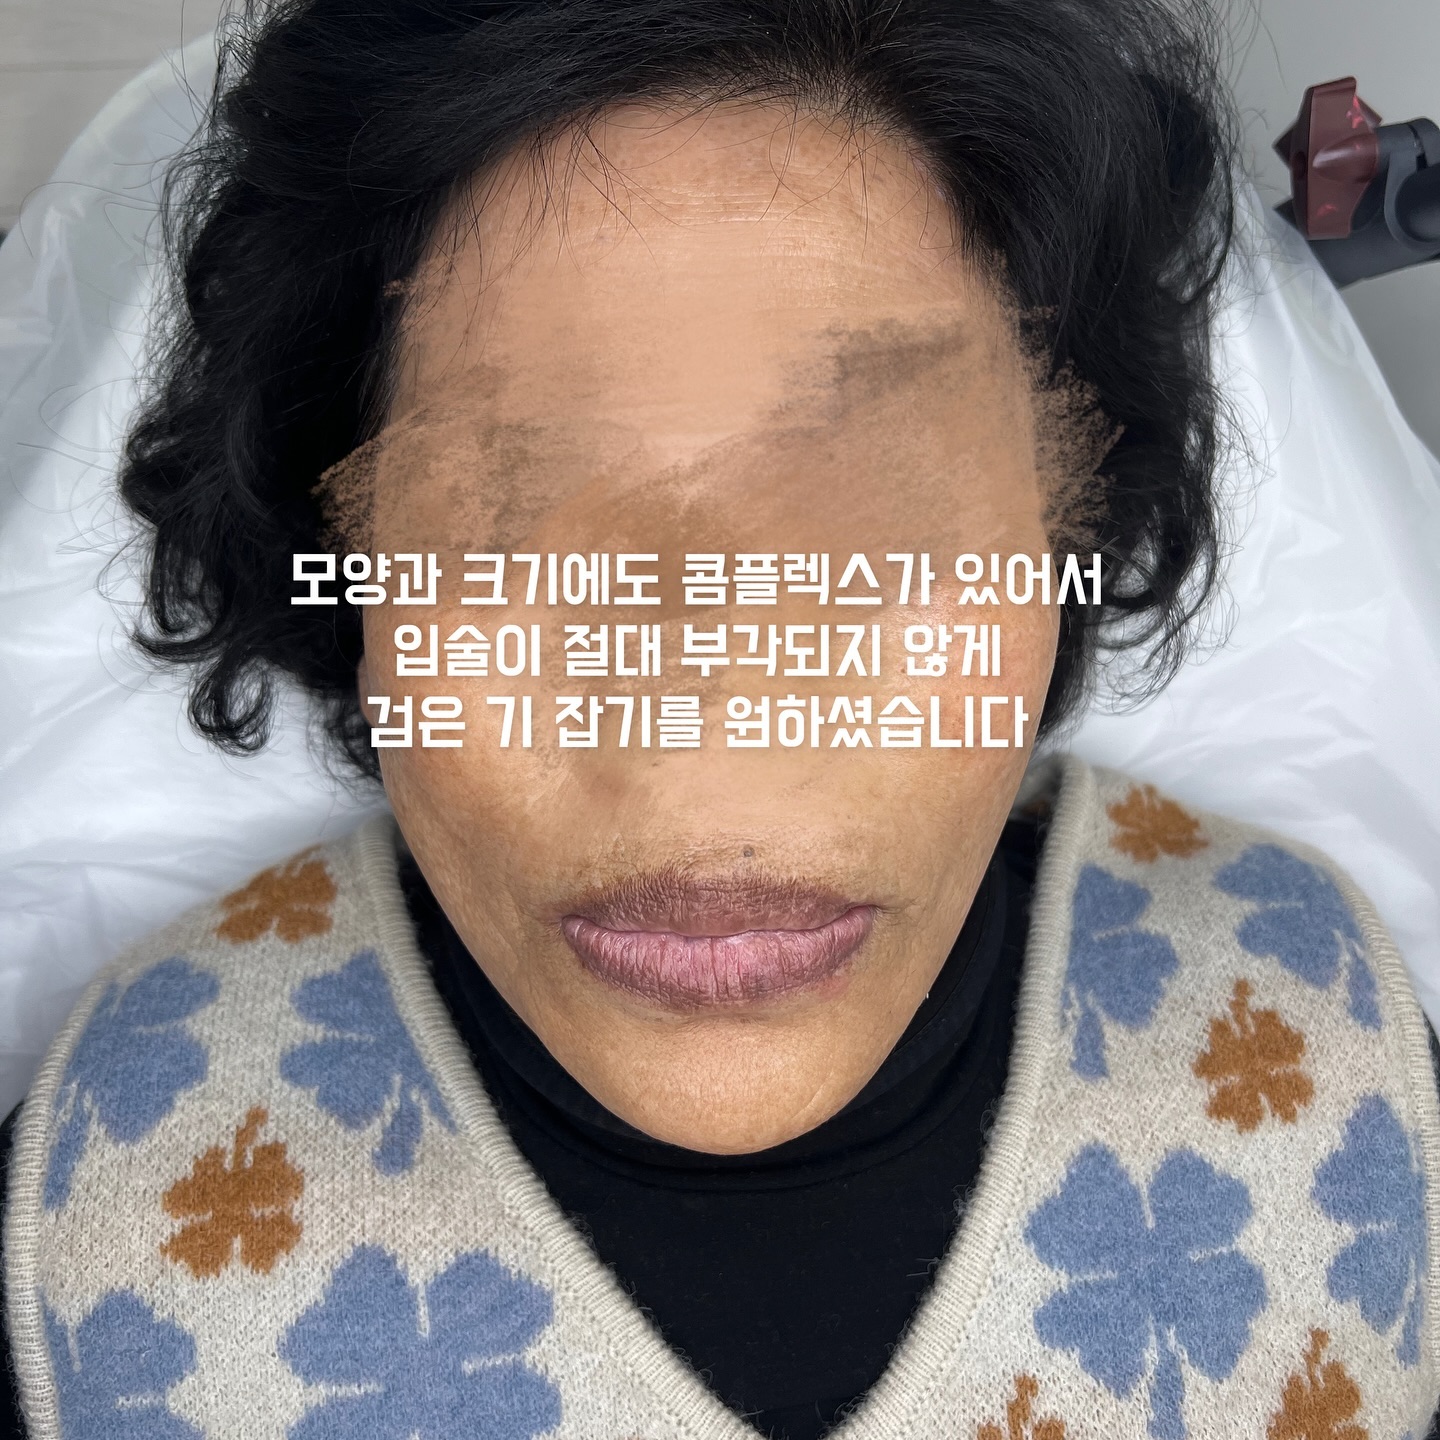 모양과 크기에도 콤플렉스가 있어서
입술이 절대 부각되지 않게
검은 기 잡기를 원하셨습니다